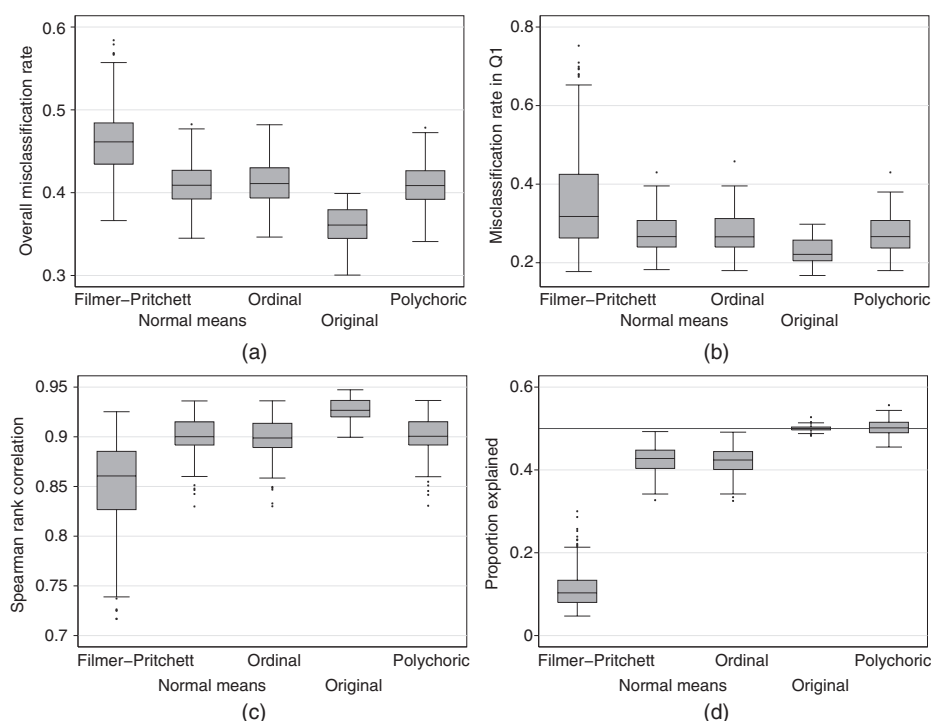 Overall misclassification rate
0.6
0.5
0.4
0.3
Filmer–Pritchett Ordinal Polychoric
Normal means Original
(a)
Misclassification rate in Q1
0.8
0.6
0.4
0.2
Filmer–Pritchett Ordinal Polychoric
Normal means Original
(b)
Spearman rank correlation
0.95
0.9
0.85
0.8
0.75
0.7
Filmer–Pritchett Ordinal Polychoric
Normal means Original
(c)
Proportion explained
0.6
0.4
0.2
0
Filmer–Pritchett Ordinal Polychoric
Normal means Original
(d)